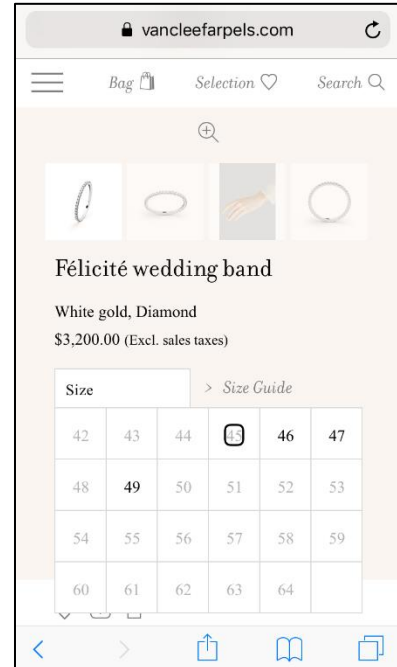 vancleefarpels.com
Bag Selection Search
Félicité wedding band
White gold, Diamond
$3,200.00 (Excl. sales taxes)
Size > Size Guide
42 43 44 45 46 47
48 49 50 51 52 53
54 55 56 57 58 59
60 61 62 63 64